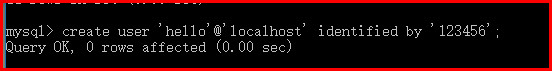 mysql> create user 'hello'@'localhost' identified by '123456';
Query OK, 0 rows affected (0.00 sec)